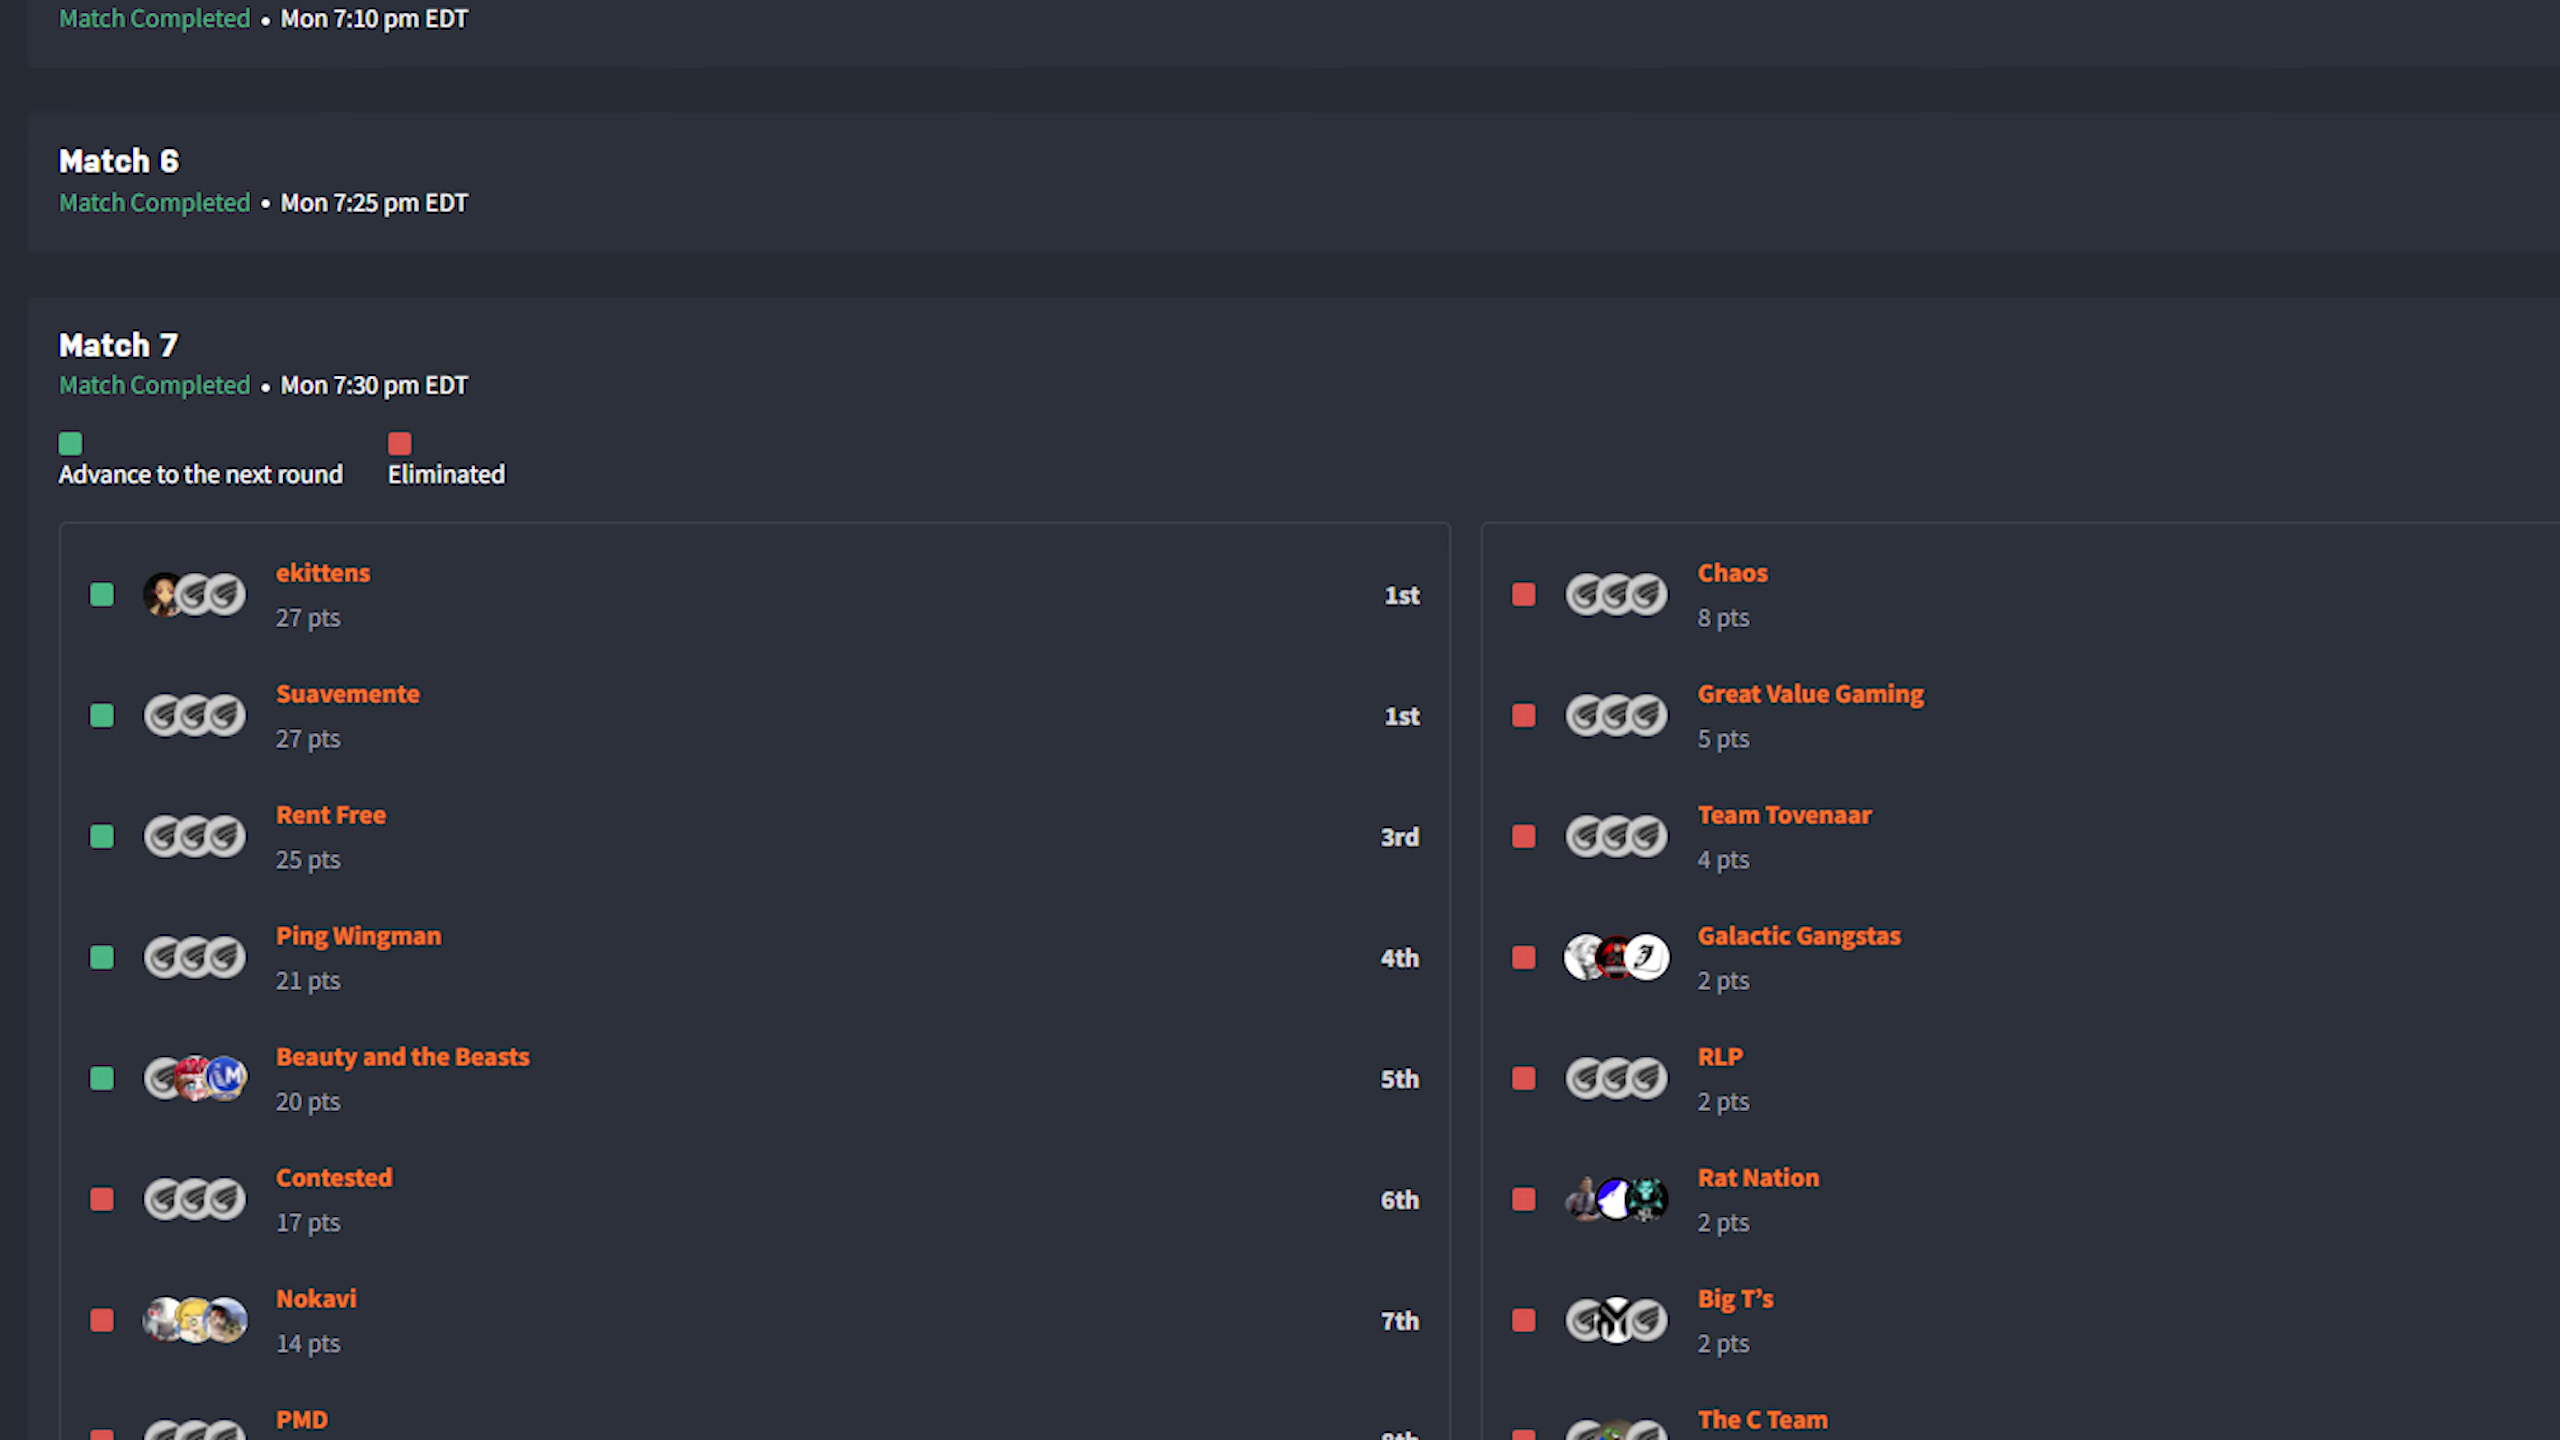 Match Completed • Mon 7:10 pm EDT
Match 6
Match Completed • Mon 7:25 pm EDT
Match 7
Match Completed • Mon 7:30 pm EDT
Advance to the next round
Eliminated
ekittens
27 pts
1st
Suavemente
27 pts
1st
Rent Free
25 pts
3rd
Ping Wingman
21 pts
4th
Beauty and the Beasts
20 pts
5th
Contested
17 pts
6th
Nokavi
14 pts
7th
PMD
Chaos
8 pts
Great Value Gaming
5 pts
Team Tovenaar
4 pts
Galactic Gangstas
2 pts
RLP
2 pts
Rat Nation
2 pts
Big T’s
2 pts
The C Team